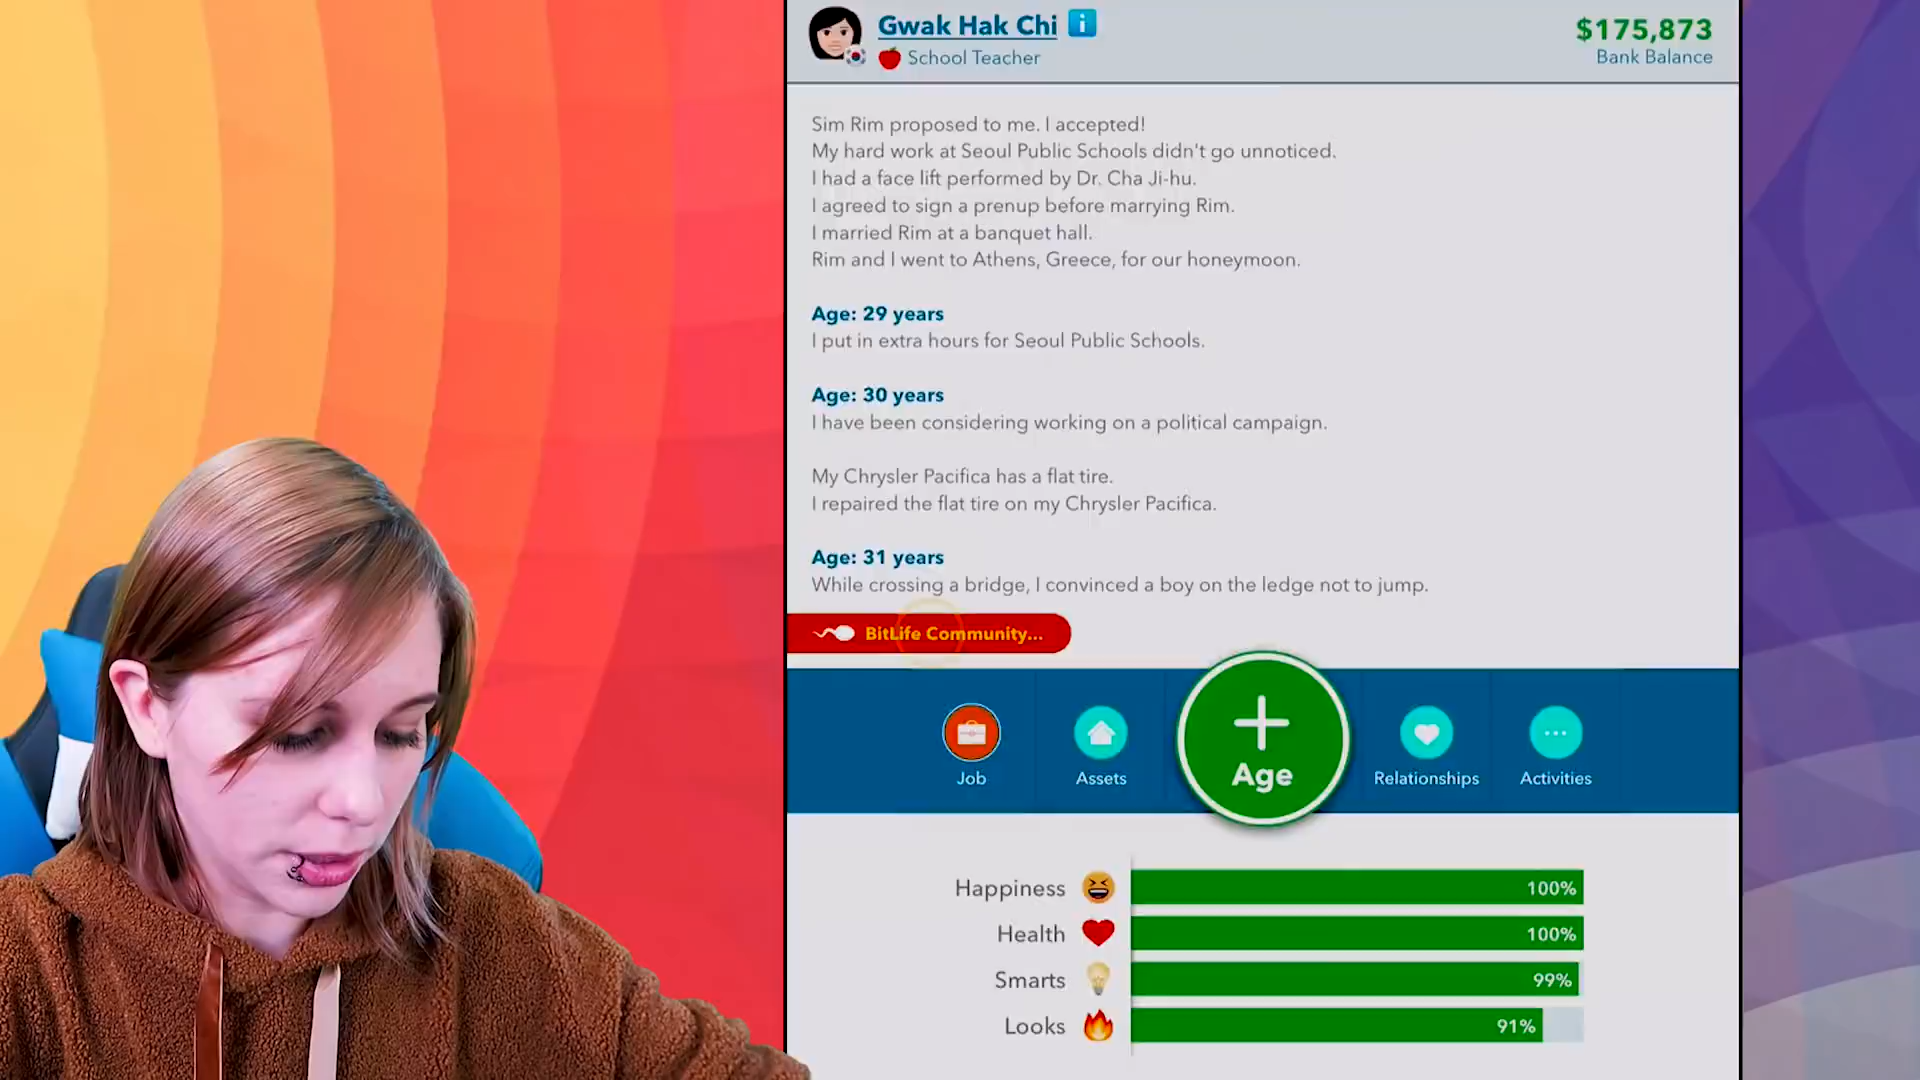 Gwak Hak Chi
School Teacher
$175,873
Bank Balance
Sim Rim proposed to me. I accepted!
My hard work at Seoul Public Schools didn't go unnoticed.
I had a face lift performed by Dr. Cha Ji-hu.
I agreed to sign a prenup before marrying Rim.
I married Rim at a banquet hall.
Rim and I went to Athens, Greece, for our honeymoon.
Age: 29 years
I put in extra hours for Seoul Public Schools.
Age: 30 years
I have been considering working on a political campaign.
My Chrysler Pacifica has a flat tire.
I repaired the flat tire on my Chrysler Pacifica.
Age: 31 years
While crossing a bridge, I convinced a boy on the ledge not to jump.
BitLife Community...
Job
Assets
Age
Relationships
Activities
Happiness 100%
Health 100%
Smarts 99%
Looks 91%